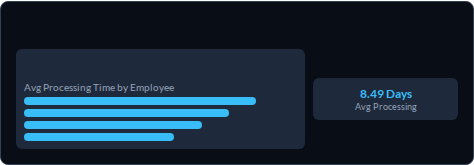 Avg Processing Time by Employee
8.49 Days
Avg Processing